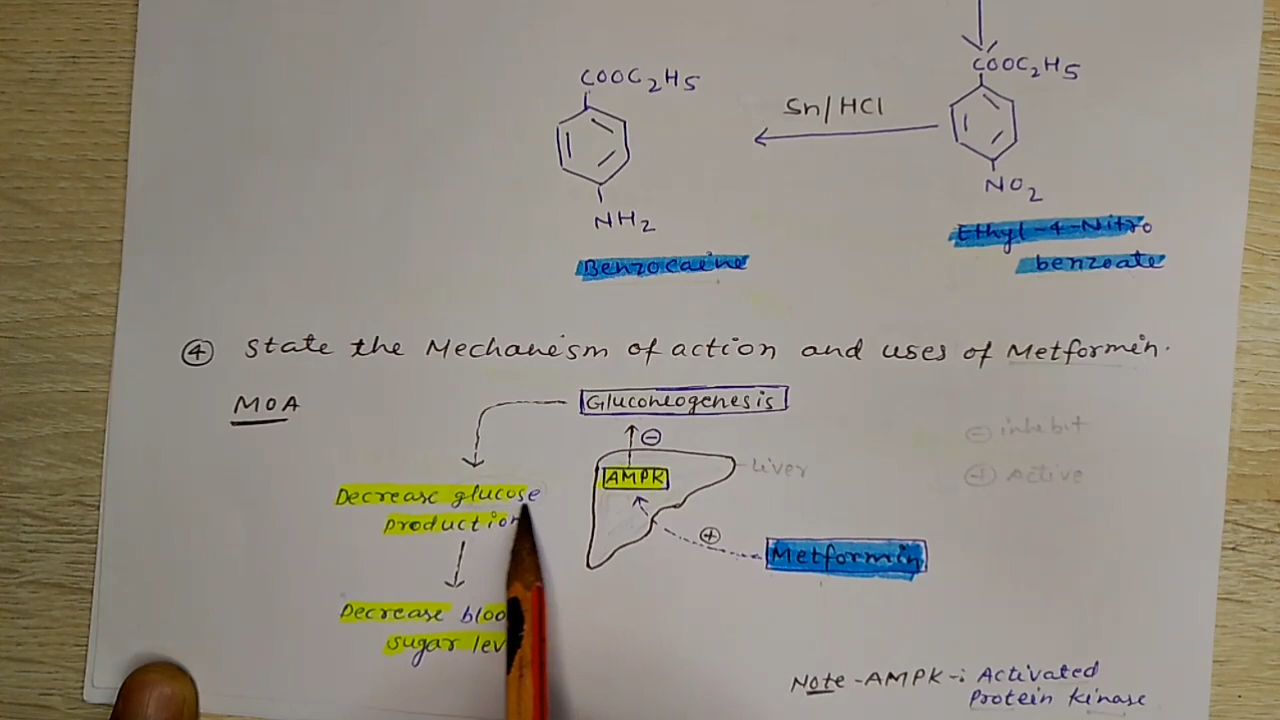 COOC2H5
COOC2H5
Sn/HCl
NO2
NH2
Ethyl-4-Nitro
benzoate
Benzocaine
④ State the Mechanism of action and uses of Metformin.
MOA
Gluconeogenesis
⊖
⊖ inhibit
AMPK
Liver
⊕ Active
Decrease glucose
production
⊕
Metformin
Decrease bloo
sugar lev
Note - AMPK -: Activated
Protein kinase